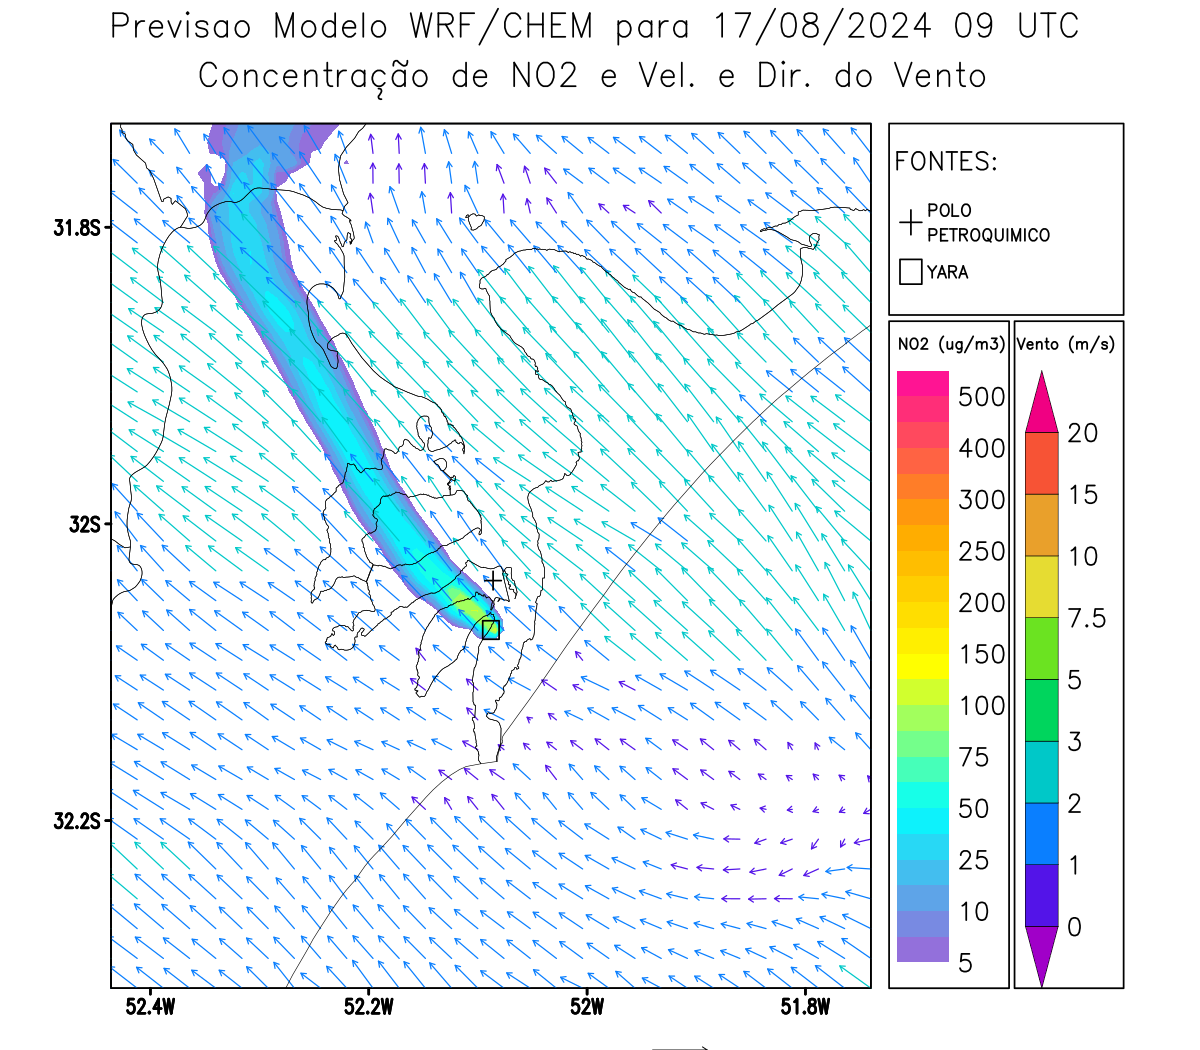 Previsao Modelo WRF/CHEM para 17/08/2024 09 UTC
Concentração de NO2 e Vel. e Dir. do Vento
FONTES:
POLO
PETROQUIMICO
YARA
NO2 (ug/m3)
500
400
300
250
200
150
100
75
50
25
10
5
Vento (m/s)
20
15
10
7.5
5
3
2
1
0
31.8S
32S
32.2S
52.4W
52.2W
52W
51.8W